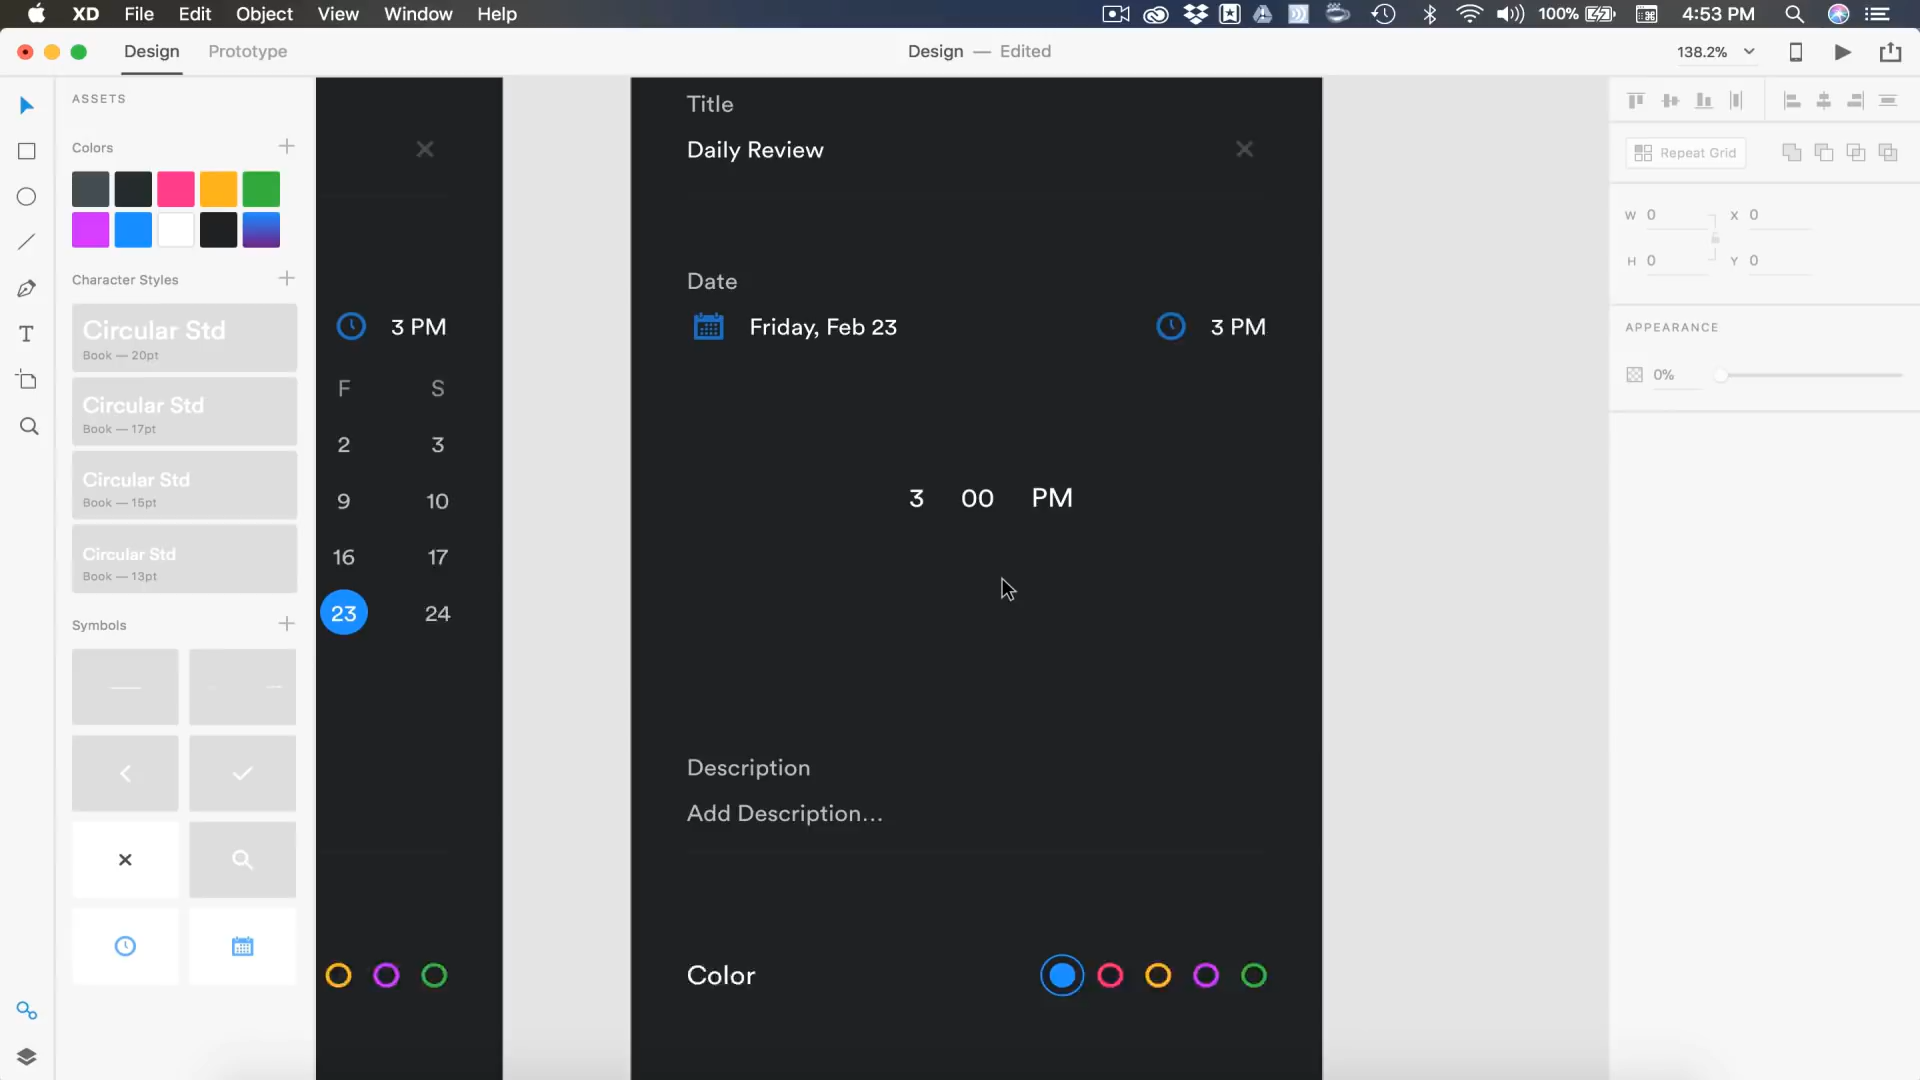 XD File Edit Object View Window Help
100% 4:53 PM
Design Prototype
Design — Edited
138.2%
ASSETS
Colors
Character Styles
Circular Std
Book — 20pt
Circular Std
Book — 17pt
Circular Std
Book — 15pt
Circular Std
Book — 13pt
Symbols
3 PM
F S
2 3
9 10
16 17
23 24
Title
Daily Review
Date
Friday, Feb 23 3 PM
3 00 PM
Description
Add Description...
Color
Repeat Grid
W 0 X 0
H 0 Y 0
APPEARANCE
0%